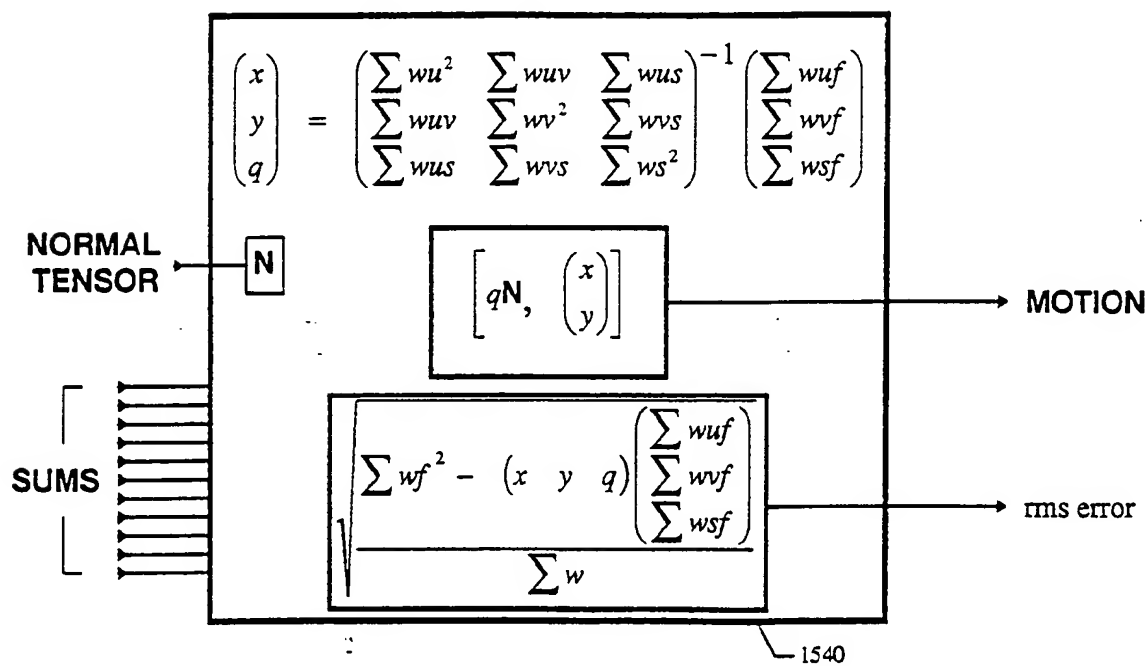 (x y q) = (∑wu² ∑wuv ∑wus
∑wuv ∑wv² ∑wvs
∑wus ∑wvs ∑ws²)⁻¹ (∑wuf
∑wvf
∑wsf)
NORMAL
TENSOR
N
[qN, (x
y)]
MOTION
SUMS
√
∑wf² - (x y q) (∑wuf
∑wvf
∑wsf)
∑w
rms error
1540